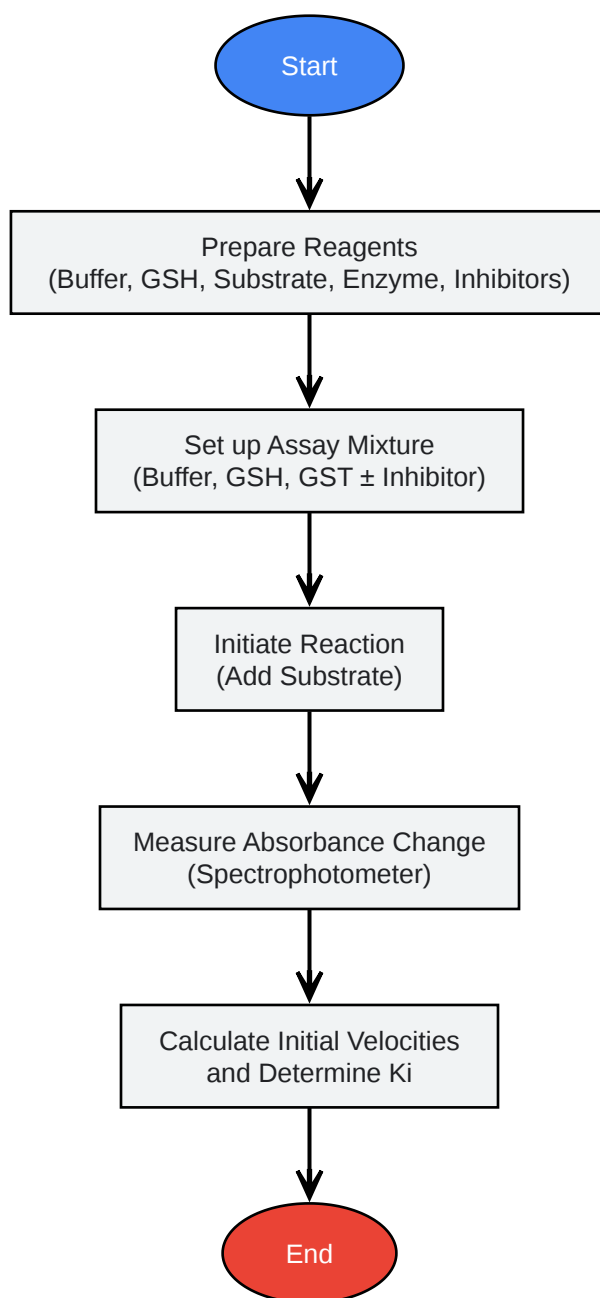 Start
Prepare Reagents
(Buffer, GSH, Substrate, Enzyme, Inhibitors)
Set up Assay Mixture
(Buffer, GSH, GST ± Inhibitor)
Initiate Reaction
(Add Substrate)
Measure Absorbance Change
(Spectrophotometer)
Calculate Initial Velocities
and Determine Ki
End